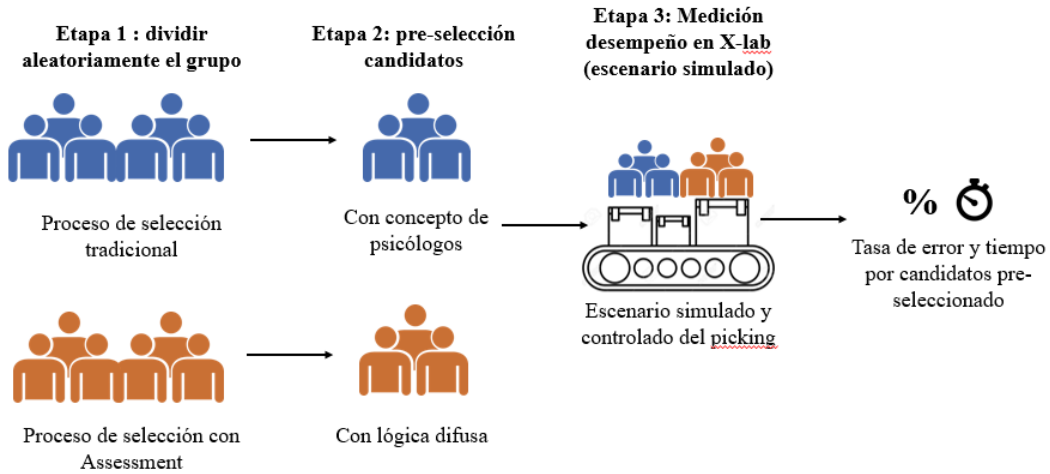 Etapa 1 : dividir
aleatoriamente el grupo
Etapa 2: pre-selección
candidatos
Etapa 3: Medición
desempeño en X-lab
(escenario simulado)
Proceso de selección
tradicional
Con concepto de
psicólogos
Escenario simulado y
controlado del picking
%
Tasa de error y tiempo
por candidatos pre-
seleccionado
Proceso de selección con
Assessment
Con lógica difusa